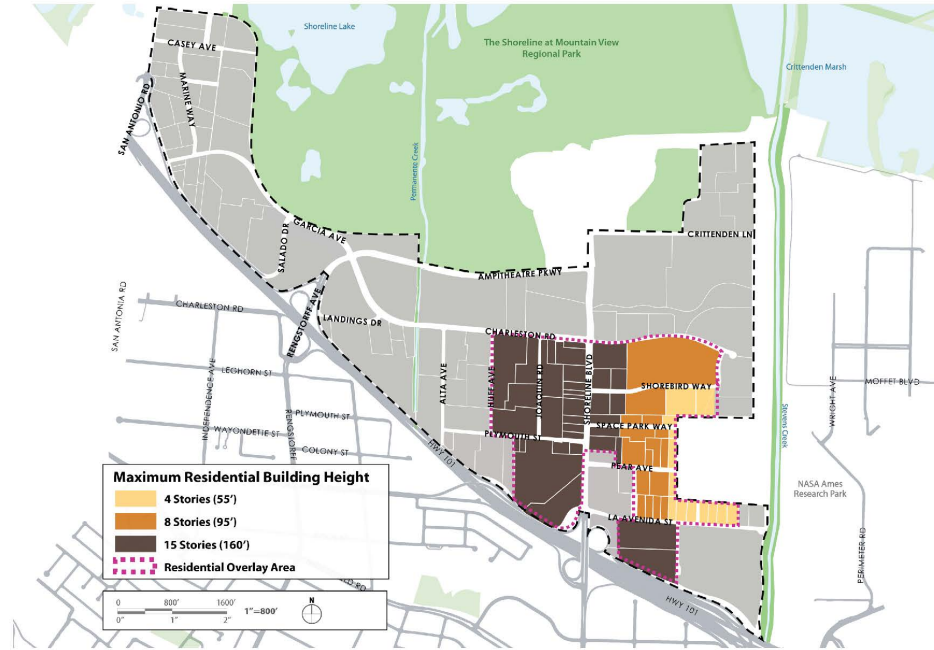 Shoreline Lake
CASEY AVE
The Shoreline at Mountain View
Regional Park
Crittenden Marsh
MARINE WAY
SAN ANTONIO RD
Permanente Creek
GARCIA AVE
SALADO DR
CRITTENDEN LN
AMPITHEATRE PKWY
SAN ANTONIA RD
CHARLESTON RD
RENGSTORFF AVE
LANDINGS DR
CHARLESTON RD
LEGHORN ST
ALTA AVE
HUFF AVE
JOAQUIN RD
SHORELINE BLVD
SHOREBIRD WAY
WRIGHT AVE
MOFFET BLVD
INDEPENDENCE AVE
PLYMOUTH ST
RENGSTORFF
WAYONDETIE ST
COLONY ST
PLYMOUTH ST
SPACE PARK WAY
Stevens Creek
HWY 101
PEAR AVE
NASA Ames
Research Park
LA AVENIDA ST
PERIMETER RD
HWY 101
Maximum Residential Building Height
4 Stories (55')
8 Stories (95')
15 Stories (160')
Residential Overlay Area
RD
0 800' 1600'
1"=800'
N
0 1" 2"